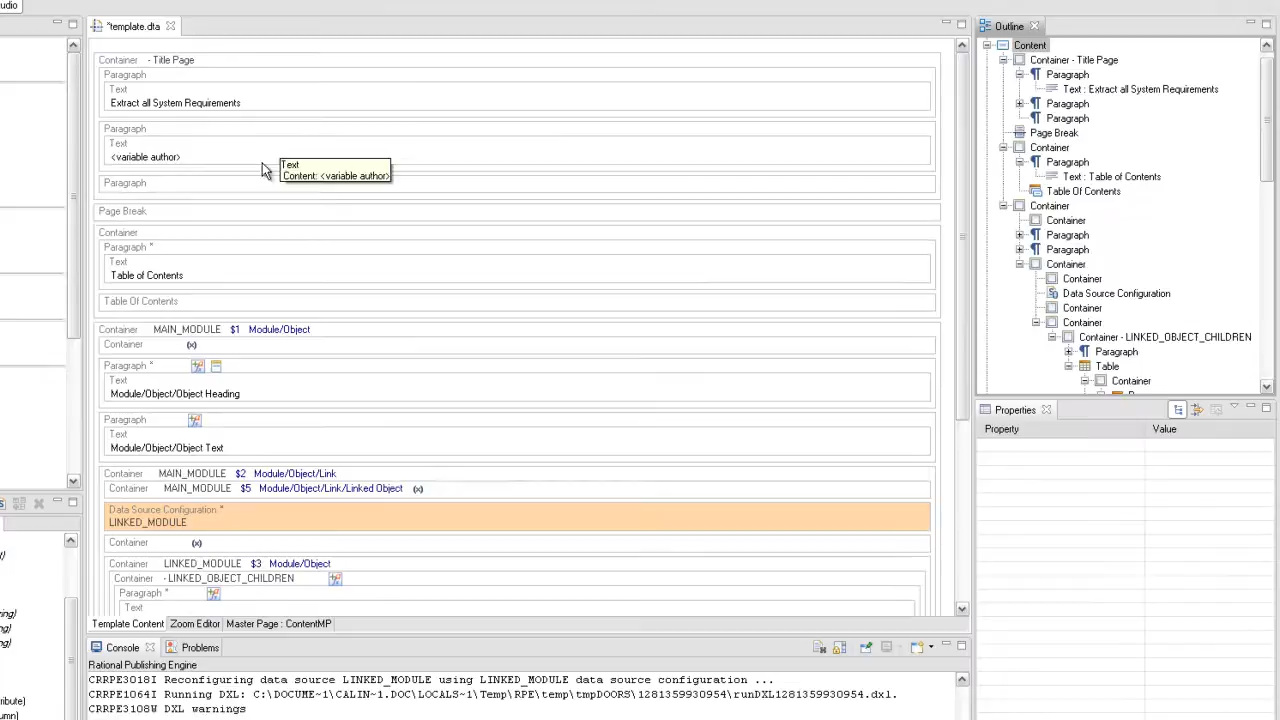 udio
*template.dta
Container - Title Page
Paragraph
Text
Extract all System Requirements
Paragraph
Text
<variable author>
Text
Content: <variable author>
Paragraph
Page Break
Container
Paragraph *
Text
Table of Contents
Table Of Contents
Container MAIN_MODULE $1 Module/Object
Container (x)
Paragraph *
Text
Module/Object/Object Heading
Paragraph
Text
Module/Object/Object Text
Container MAIN_MODULE $2 Module/Object/Link
Container MAIN_MODULE $5 Module/Object/Link/Linked Object (x)
Data Source Configuration *
LINKED_MODULE
Container (x)
Container LINKED_MODULE $3 Module/Object
Container - LINKED_OBJECT_CHILDREN
Paragraph *
Text
Template Content Zoom Editor Master Page : ContentMP
Console Problems
Rational Publishing Engine
CRRPE3018I Reconfiguring data source LINKED_MODULE using LINKED_MODULE data source configuration ...
CRRPE1064I Running DXL: C:\DOCUME~1\CALIN~1.DOC\LOCALS~1\Temp\RPE\temp\tmpDOORS\1281359930954\runDXL1281359930954.dxl.
CRRPE3108W DXL warnings
Outline
Content
Container - Title Page
Paragraph
Text : Extract all System Requirements
Paragraph
Paragraph
Page Break
Container
Paragraph
Text : Table of Contents
Table Of Contents
Container
Container
Paragraph
Paragraph
Container
Container
Data Source Configuration
Container
Container
Container - LINKED_OBJECT_CHILDREN
Paragraph
Table
Container
Properties
Property Value
ring)
ring)
ring)
ribute)
umn)